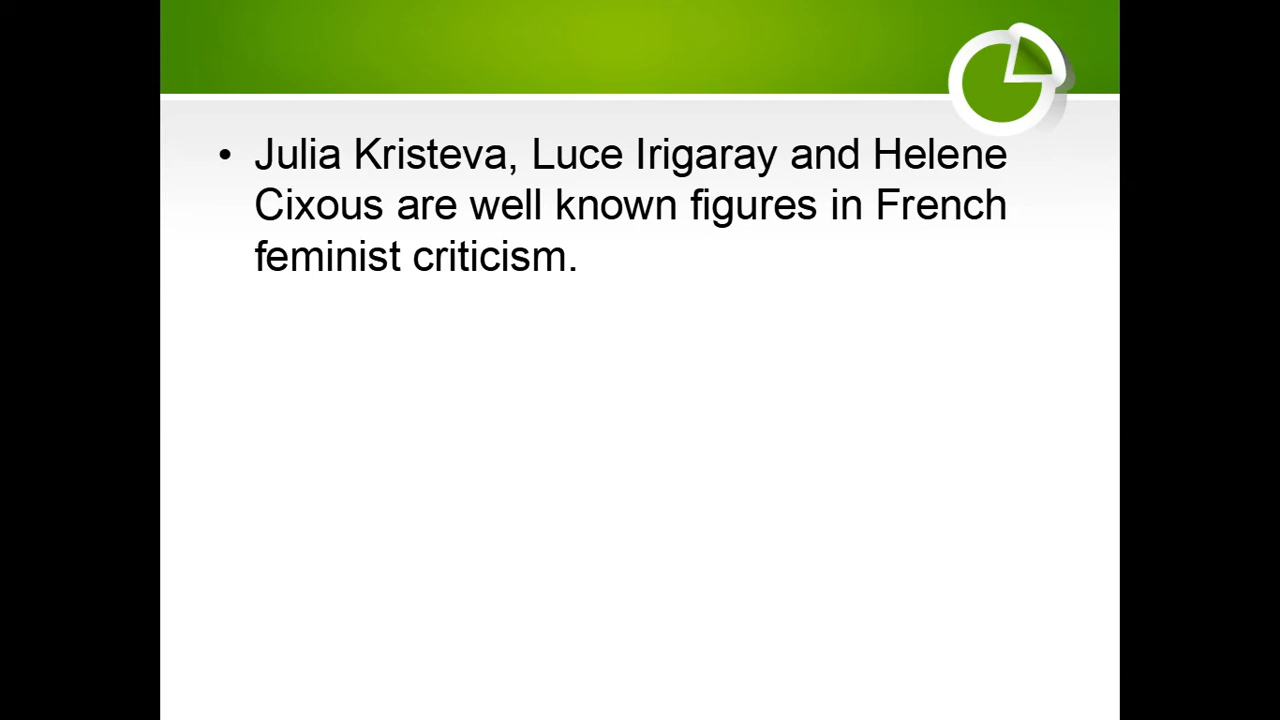 • Julia Kristeva, Luce Irigaray and Helene
Cixous are well known figures in French
feminist criticism.